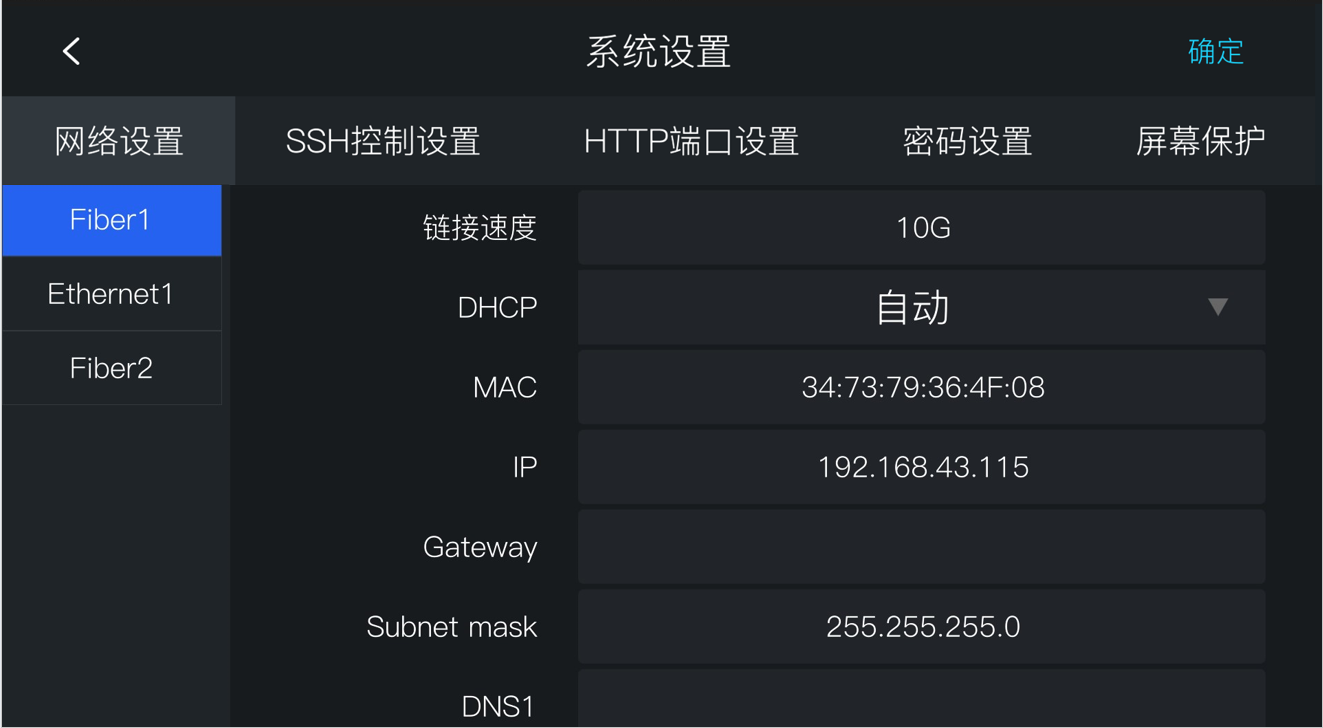 系统设置
确定
网络设置 SSH控制设置 HTTP端口设置 密码设置 屏幕保护
Fiber1
Ethernet1
Fiber2
链接速度 10G
DHCP 自动
MAC 34:73:79:36:4F:08
IP 192.168.43.115
Gateway
Subnet mask 255.255.255.0
DNS1